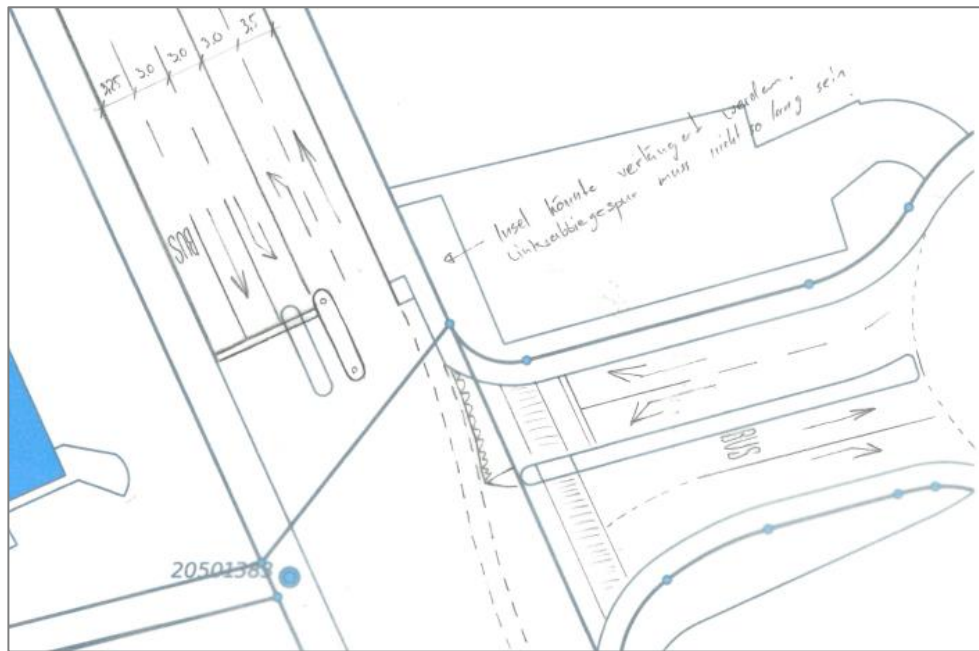 3.25 3.0 3.0 3.0 3.5
Insel könnte verlängert werden.
Linksabbiegespur muss nicht so lang sein
BUS
BUS
20501383